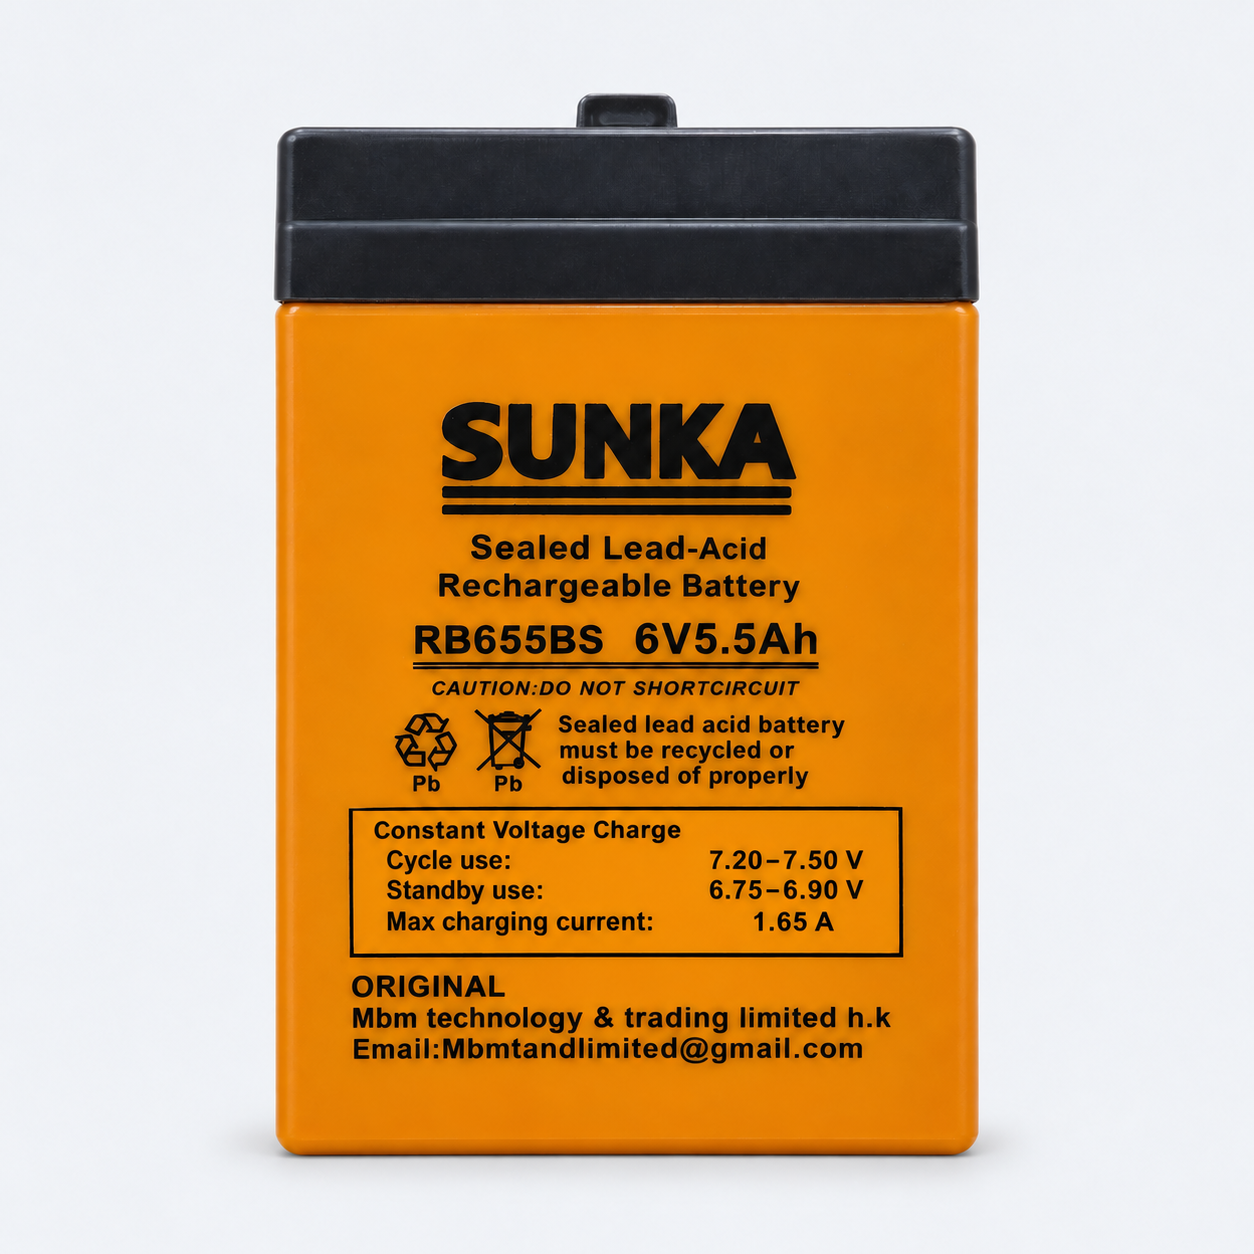 SUNKA
Sealed Lead-Acid
Rechargeable Battery
RB655BS 6V5.5Ah
CAUTION:DO NOT SHORTCIRCUIT
Pb
Pb
Sealed lead acid battery
must be recycled or
disposed of properly
Constant Voltage Charge
Cycle use: 7.20–7.50 V
Standby use: 6.75–6.90 V
Max charging current: 1.65 A
ORIGINAL
Mbm technology & trading limited h.k
Email:Mbmtandlimited@gmail.com